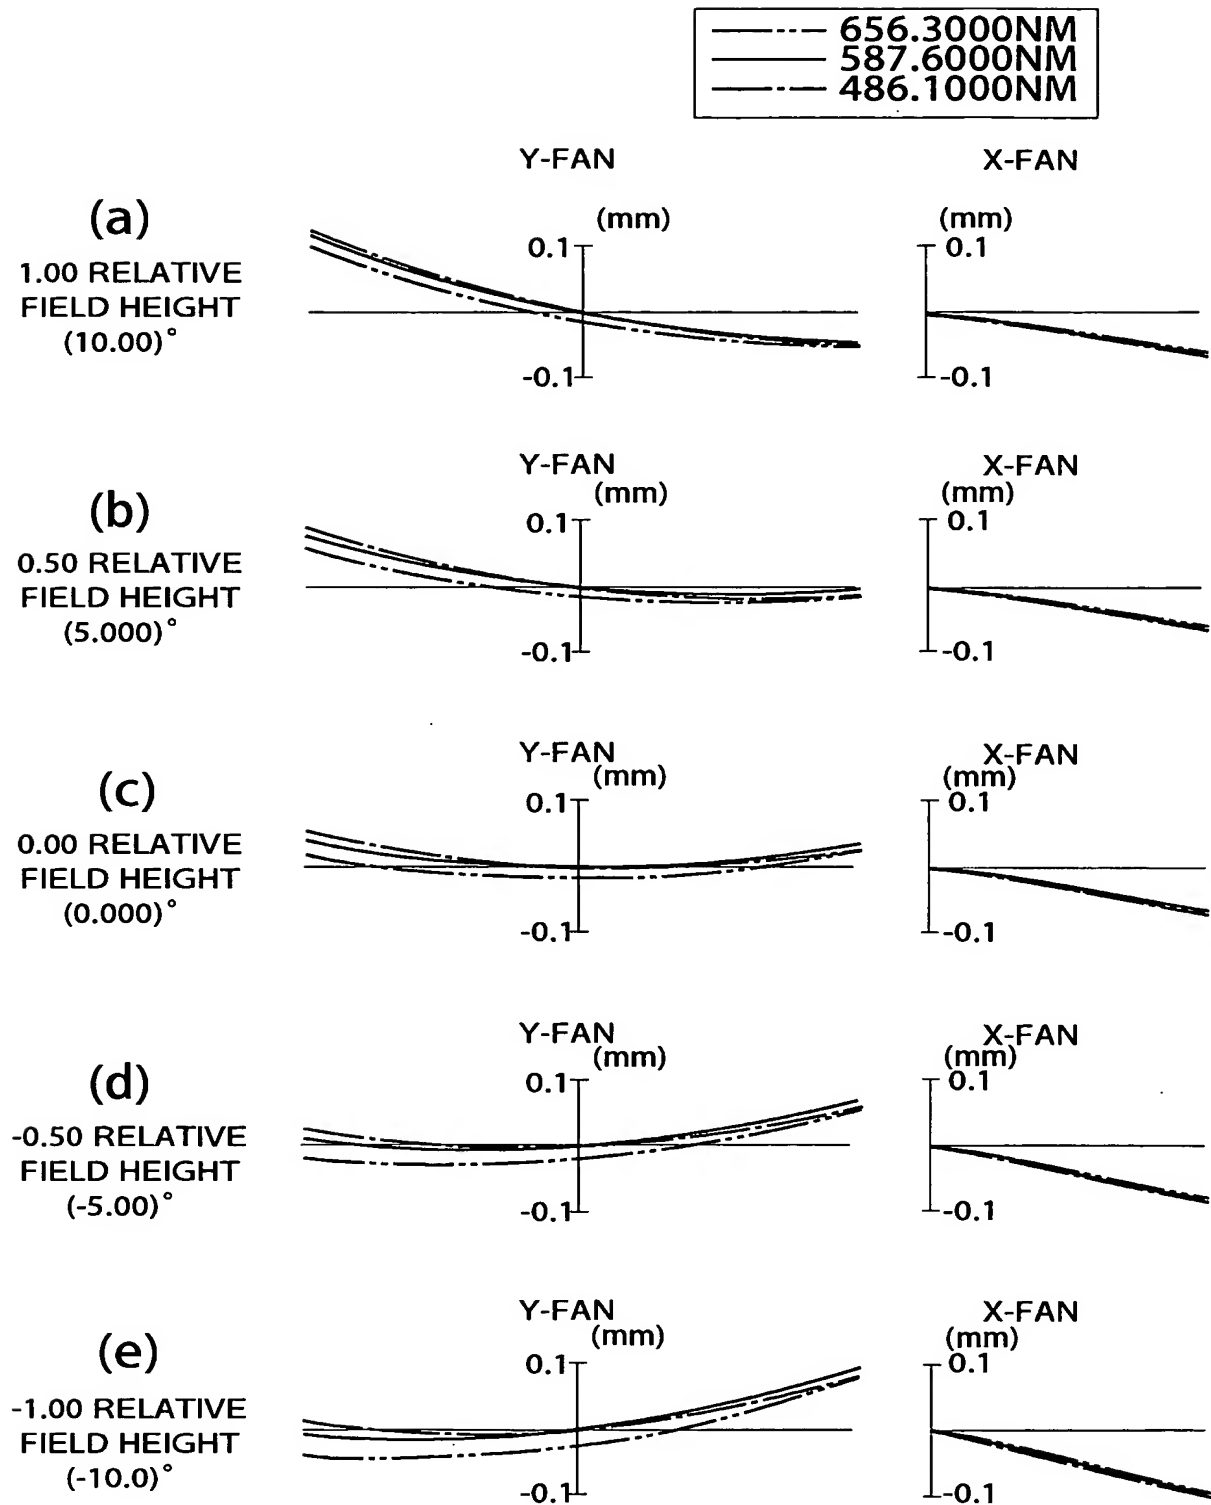 656.3000NM
587.6000NM
486.1000NM
Y-FAN
X-FAN
(a)
1.00 RELATIVE
FIELD HEIGHT
(10.00)°
(mm)
0.1
-0.1
(mm)
0.1
-0.1
Y-FAN
X-FAN
(b)
0.50 RELATIVE
FIELD HEIGHT
(5.000)°
(mm)
0.1
-0.1
(mm)
0.1
-0.1
Y-FAN
X-FAN
(c)
0.00 RELATIVE
FIELD HEIGHT
(0.000)°
(mm)
0.1
-0.1
(mm)
0.1
-0.1
Y-FAN
X-FAN
(d)
-0.50 RELATIVE
FIELD HEIGHT
(-5.00)°
(mm)
0.1
-0.1
(mm)
0.1
-0.1
Y-FAN
X-FAN
(e)
-1.00 RELATIVE
FIELD HEIGHT
(-10.0)°
(mm)
0.1
-0.1
(mm)
0.1
-0.1